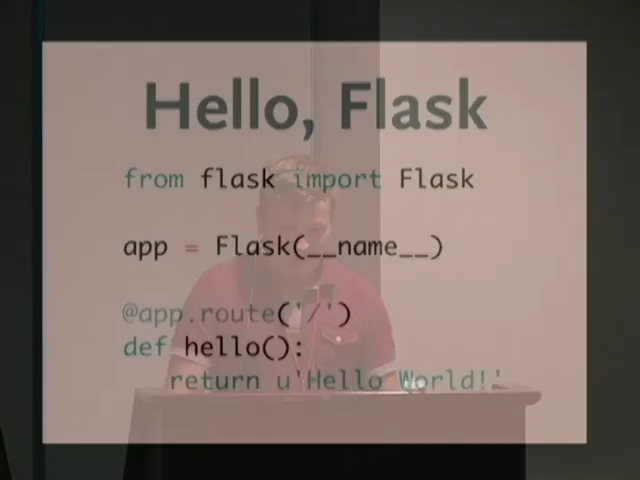 Hello, Flask
from flask import Flask
app = Flask(__name__)
@app.route('/')
def hello():
return u'Hello World!'